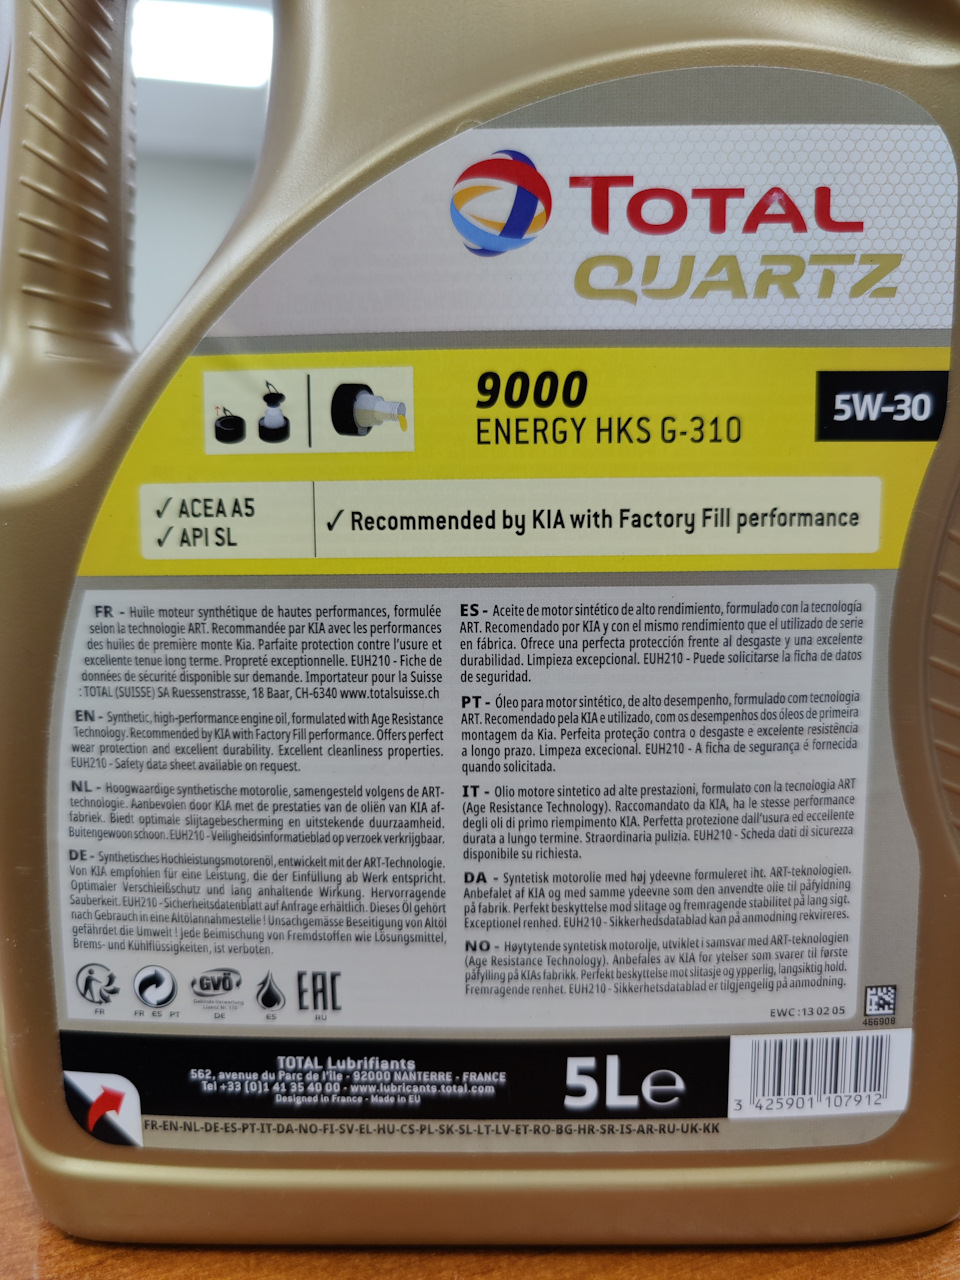 TOTAL
QUARTZ
9000
ENERGY HKS G-310
5W-30
✓ ACEA A5
✓ API SL
✓ Recommended by KIA with Factory Fill performance
FR - Huile moteur synthétique de hautes performances, formulée
selon la technologie ART. Recommandée par KIA avec les performances
des huiles de première monte Kia. Parfaite protection contre l'usure et
excellente tenue long terme. Propreté exceptionnelle. EUH210 - Fiche de
données de sécurité disponible sur demande. Importateur pour la Suisse
: TOTAL (SUISSE) SA Ruessenstrasse, 18 Baar, CH-6340 www.totalsuisse.ch
EN - Synthetic, high-performance engine oil, formulated with Age Resistance
Technology. Recommended by KIA with Factory Fill performance. Offers perfect
wear protection and excellent durability. Excellent cleanliness properties.
EUH210 - Safety data sheet available on request.
NL - Hoogwaardige synthetische motorolie, samengesteld volgens de ART-
technologie. Aanbevolen door KIA met de prestaties van de oliën van KIA af-
fabriek. Biedt optimale slijtagebescherming en uitstekende duurzaamheid.
Buitengewoon schoon. EUH210 - Veiligheidsinformatieblad op verzoek verkrijgbaar.
DE - Synthetisches Hochleistungsmotorenöl, entwickelt mit der ART-Technologie.
Von KIA empfohlen für eine Leistung, die der Einfüllung ab Werk entspricht.
Optimaler Verschleißschutz und lang anhaltende Wirkung. Hervorragende
Sauberkeit. EUH210 - Sicherheitsdatenblatt auf Anfrage erhältlich. Dieses Öl gehört
nach Gebrauch in eine Altölannahmestelle ! Unsachgemässe Beseitigung von Altöl
gefährdet die Umwelt ! Jede Beimischung von Fremdstoffen wie Lösungsmittel,
Brems- und Kühlflüssigkeiten, ist verboten.
ES - Aceite de motor sintético de alto rendimiento, formulado con la tecnología
ART. Recomendado por KIA y con el mismo rendimiento que el utilizado de serie
en fábrica. Ofrece una perfecta protección frente al desgaste y una excelente
durabilidad. Limpieza excepcional. EUH210 - Puede solicitarse la ficha de datos
de seguridad.
PT - Óleo para motor sintético, de alto desempenho, formulado com tecnologia
ART. Recomendado pela KIA e utilizado, com os desempenhos dos óleos de primeira
montagem da Kia. Perfeita proteção contra o desgaste e excelente resistência
a longo prazo. Limpeza excecional. EUH210 - A ficha de segurança é fornecida
quando solicitada.
IT - Olio motore sintetico ad alte prestazioni, formulato con la tecnologia ART
(Age Resistance Technology). Raccomandato da KIA, ha le stesse performance
degli oli di primo riempimento KIA. Perfetta protezione dall'usura ed eccellente
durata a lungo termine. Straordinaria pulizia. EUH210 - Scheda dati di sicurezza
disponibile su richiesta.
DA - Syntetisk motorolie med høj ydeevne formuleret iht. ART-teknologien.
Anbefalet af KIA og med samme ydeevne som den anvendte olie til påfyldning
på fabrik. Perfekt beskyttelse mod slitage og fremragende stabilitet på lang sigt.
Exceptionel renhed. EUH210 - Sikkerhedsdatablad kan på anmodning rekvireres.
NO - Høytytende syntetisk motorolje, utviklet i samsvar med ART-teknologien
(Age Resistance Technology). Anbefales av KIA for ytelser som svarer til første
påfylling på KIAs fabrikk. Perfekt beskyttelse mot slitasje og ypperlig, langsiktig hold.
Fremragende renhet. EUH210 - Sikkerhetsdatablad er tilgjengelig på anmodning.
GVÖ
Gebinde-Verwertung
EAC
FR
FR ES PT
DE
ES
RU
EWC : 13 02 05
466908
TOTAL Lubrifiants
562, avenue du Parc de l'île - 92000 NANTERRE - FRANCE
Tel +33 (0)1 41 35 40 00 - www.lubricants.total.com
Designed in France - Made in EU
5L e
3 425901 107912
FR-EN-NL-DE-ES-PT-IT-DA-NO-FI-SV-EL-HU-CS-PL-SK-SL-LT-LV-ET-RO-BG-HR-SR-IS-AR-RU-UK-KK